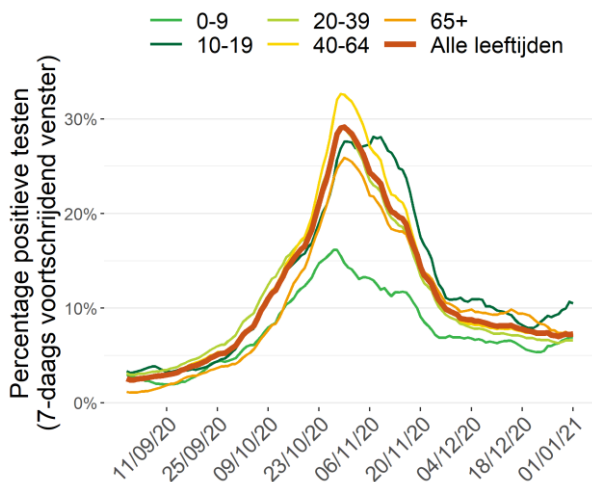 0-9 20-39 65+
10-19 40-64 Alle leeftijden
Percentage positieve testen
(7-daags voortschrijdend venster)
30%
20%
10%
0%
11/09/20 25/09/20 09/10/20 23/10/20 06/11/20 20/11/20 04/12/20 18/12/20 01/01/21